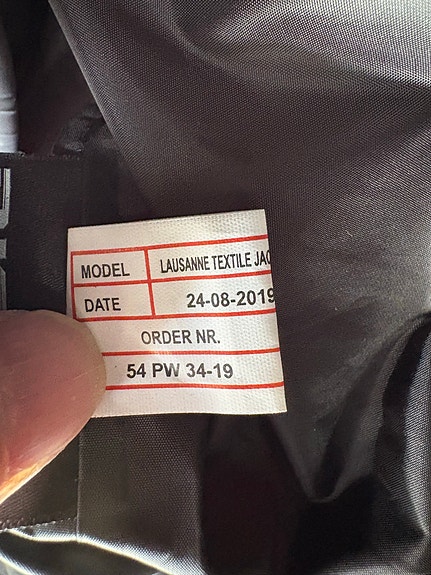 MODEL LAUSANNE TEXTILE JAC
DATE 24-08-2019
ORDER NR.
54 PW 34-19